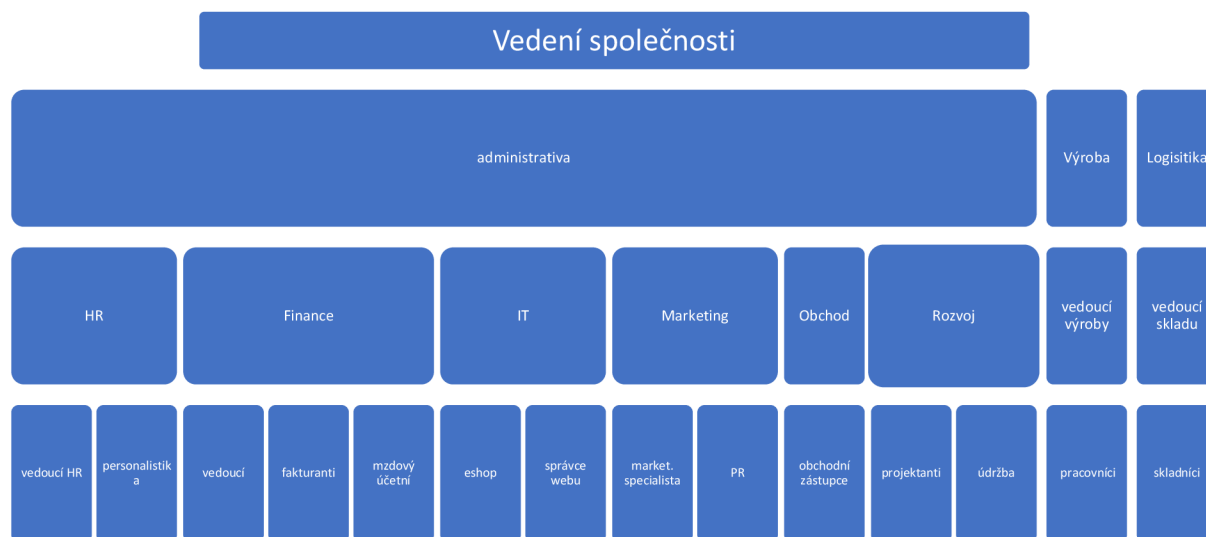 Vedení společnosti
administrativa
Výroba
Logisitika
HR
Finance
IT
Marketing
Obchod
Rozvoj
vedoucí
výroby
vedoucí
skladu
vedoucí HR
personalistik
a
vedoucí
fakturanti
mzdový
účetní
eshop
správce
webu
market.
specialista
PR
obchodní
zástupce
projektanti
údržba
pracovníci
skladníci